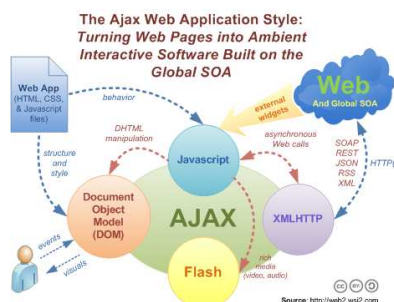 The Ajax Web Application Style:
Turning Web Pages into Ambient
Interactive Software Built on the
Global SOA
Web App
(HTML, CSS,
& Javascript
files)
behavior
external
widgets
Web
And Global SOA
structure
and
style
DHTML
manipulation
Javascript
asynchronous
Web calls
SOAP
REST
JSON
RSS
XML
Document
Object
Model
(DOM)
AJAX
XMLHTTP
events
visuals
Flash
rich
media
(video, audio)
Source: http://web2.wsj2.com